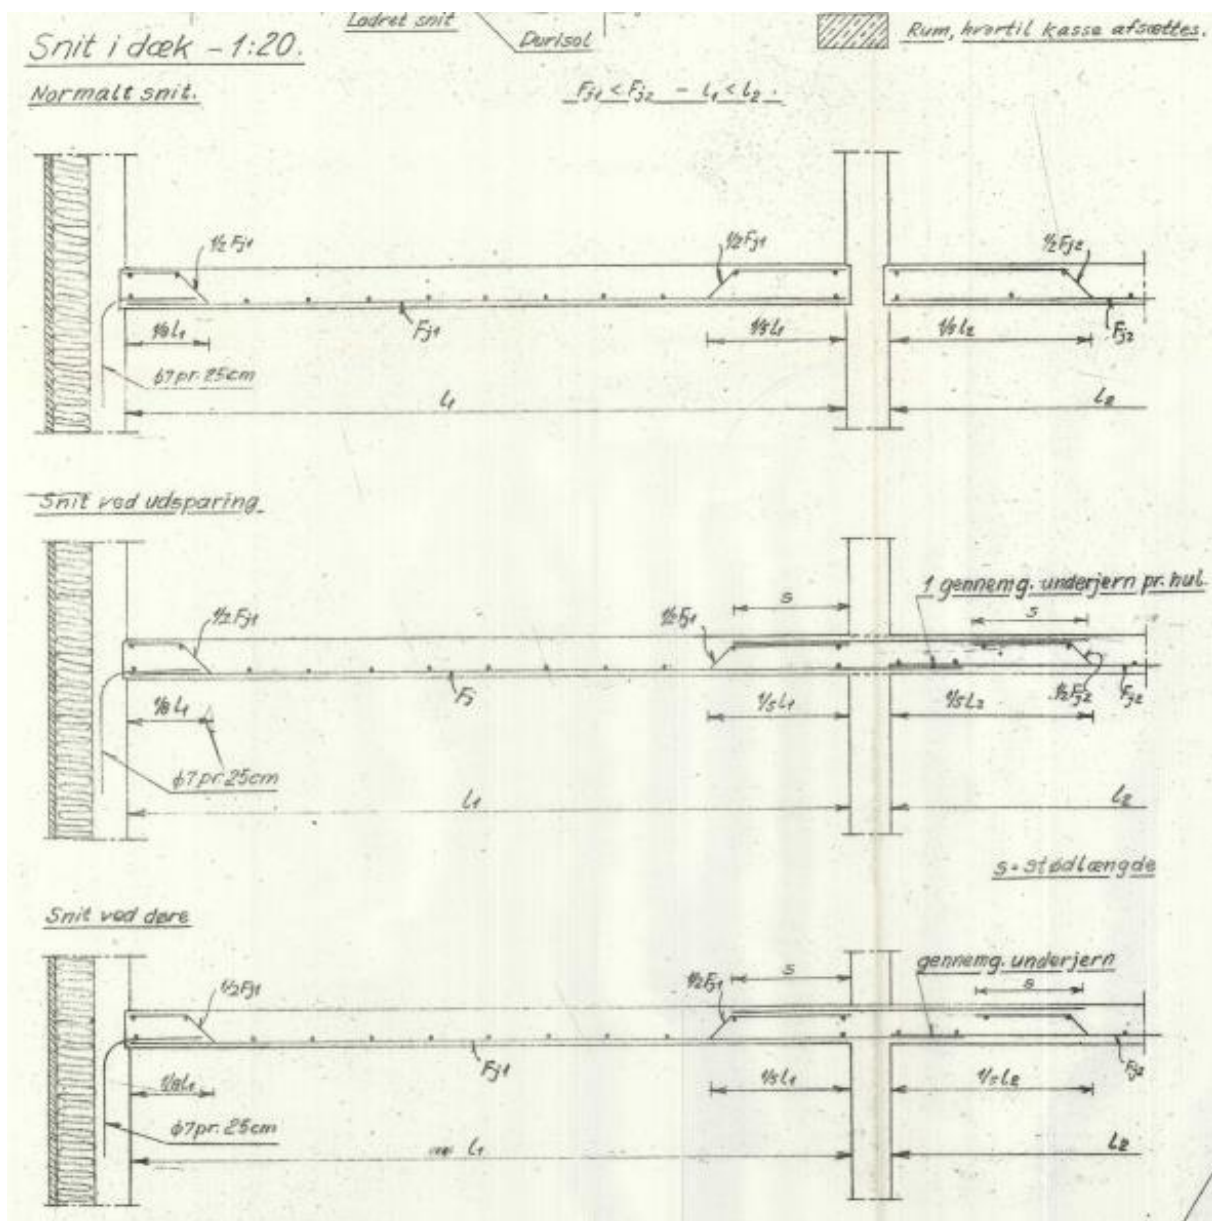 Lodret snit
Durisol
Rum, hvortil kasse afsættes.
Snit i dæk - 1:20.
Normalt snit.
Fj1 < Fj2 - l1 < l2.
1/2 Fj1
1/2 Fj1
1/2 Fj2
1/8 l1
Fj1
1/5 l1
1/5 l2
Fj2
φ7 pr. 25cm
l1
l2
Snit ved udsparing
1 gennemg. underjern pr. hul.
s
s
1/2 Fj1
1/2 Fj1
1/8 l1
Fj
1/5 l1
1/5 l2
1/2 Fj2
Fj2
φ7 pr. 25cm
l1
l2
s = stødlængde
Snit ved døre
gennemg. underjern
s
s
1/2 Fj1
1/2 Fj1
1/8 l1
Fj1
1/5 l1
1/5 l2
Fj2
φ7 pr. 25cm
l1
l2